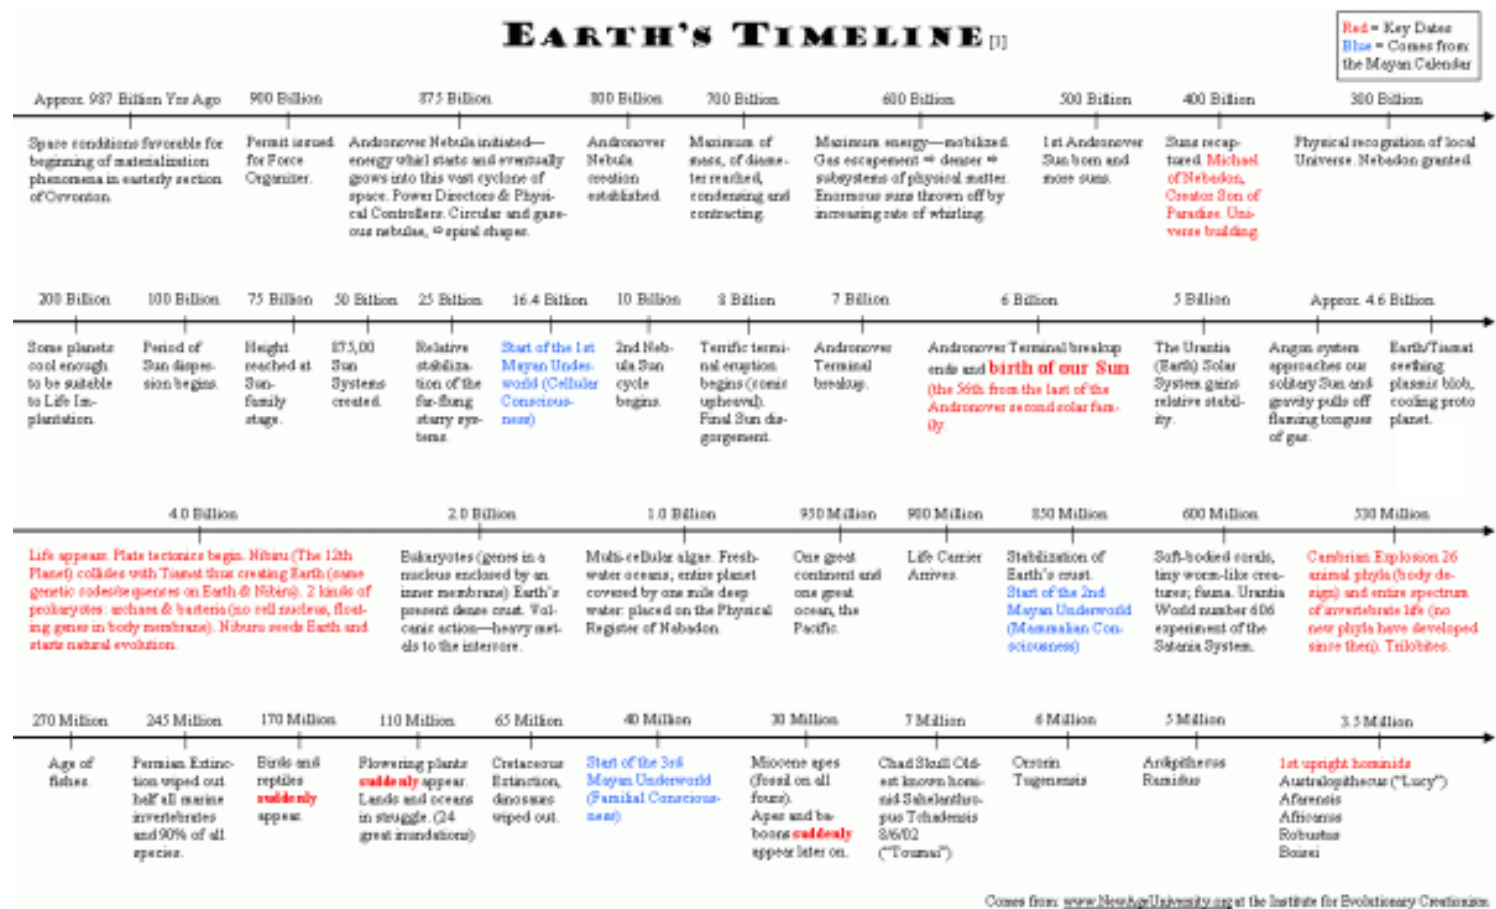 EARTH'S TIMELINE [1]
Red = Key Dates
Blue = Comes from
the Mayan Calendar
Approx. 987 Billion Yrs Ago
900 Billion
875 Billion
800 Billion
700 Billion
600 Billion
500 Billion
400 Billion
300 Billion
Space conditions favorable for
beginning of materialization
phenomena in easterly section
of Orvonton.
Permit issued
for Force
Organizer.
Andronover Nebula initiated—
energy whirl starts and eventually
grows into this vast cyclone of
space. Power Directors & Physi-
cal Controllers. Circular and gase-
ous nebulae, ⇨ spiral shapes.
Andronover
Nebula
creation
established.
Maximum of
mass, of diame-
ter reached,
condensing and
contracting.
Maximum energy—mobilized.
Gas escapement ⇨ denser ⇨
subsystems of physical matter.
Enormous suns thrown off by
increasing rate of whirling.
1st Andronover
Sun born and
more suns.
Suns recap-
tured. Michael
of Nebadon,
Creator Son of
Paradise. Uni-
verse building.
Physical recognition of local
Universe. Nebadon granted.
200 Billion
100 Billion
75 Billion
50 Billion
25 Billion
16.4 Billion
10 Billion
8 Billion
7 Billion
6 Billion
5 Billion
Approx. 4.6 Billion
Some planets
cool enough
to be suitable
to Life Im-
plantation.
Period of
Sun disper-
sion begins.
Height
reached at
Sun-
family
stage.
875,00
Sun
Systems
created.
Relative
stabiliza-
tion of the
far-flung
starry sys-
tems.
Start of the 1st
Mayan Under-
world (Cellular
Conscious-
ness)
2nd Neb-
ula Sun
cycle
begins.
Terrific termi-
nal eruption
begins (comic
upheaval).
Final Sun dis-
gorgement.
Andronover
Terminal
breakup.
Andronover Terminal breakup
ends and birth of our Sun
(the 56th from the last of the
Andronover second solar fam-
ily.
The Urantia
(Earth) Solar
System gains
relative stabil-
ity.
Angon system
approaches our
solitary Sun and
gravity pulls off
flaming tongues
of gas.
Earth/Tiamat
seething
plasmic blob,
cooling proto
planet.
4.0 Billion
2.0 Billion
1.0 Billion
950 Million
900 Million
850 Million
600 Million
530 Million
Life appears. Plate tectonics begin. Nibiru (The 12th
Planet) collides with Tiamat thus creating Earth (same
genetic codes/sequences on Earth & Nibiru). 2 kinds of
prokaryotes: archaea & bacteria (no cell nucleus, float-
ing genes in body membrane). Niburu seeds Earth and
starts natural evolution.
Eukaryotes (genes in a
nucleus enclosed by an
inner membrane) Earth's
present dense crust. Vol-
canic action—heavy met-
als to the intercore.
Multi-cellular algae. Fresh-
water oceans, entire planet
covered by one mile deep
water: placed on the Physical
Register of Nabadon.
One great
continent and
one great
ocean, the
Pacific.
Life Carrier
Arrives.
Stabilization of
Earth's crust.
Start of the 2nd
Mayan Underworld
(Mammalian Con-
sciousness)
Soft-bodied corals,
tiny worm-like crea-
tures; fauna. Urantia
World number 606
experiment of the
Satania System.
Cambrian Explosion 26
animal phyla (body de-
sign) and entire spectrum
of invertebrate life (no
new phyla have developed
since then). Trilobites.
270 Million
245 Million
170 Million
110 Million
65 Million
40 Million
30 Million
7 Million
6 Million
5 Million
3.5 Million
Age of
fishes.
Permian Extinc-
tion wiped out
half all marine
invertebrates
and 90% of all
species.
Birds and
reptiles
suddenly
appear.
Flowering plants
suddenly appear.
Lands and oceans
in struggle. (24
great inundations)
Cretaceous
Extinction,
dinosaurs
wiped out.
Start of the 3rd
Mayan Underworld
(Familial Conscious-
ness)
Miocene apes
(fossil on all
fours).
Apes and ba-
boons suddenly
appear later on.
Chad Skull Old-
est known homi-
nid Sahelanthro-
pus Tchadensis
8/6/02
("Toumai")
Orrorin
Tugenensis
Ardipithecus
Ramidus
1st upright hominids
Australopithecus ("Lucy")
Afarensis
Africanus
Robustus
Boisei
Comes from: www.NewAgeUniversity.org at the Institute for Evolutionary Creationism.